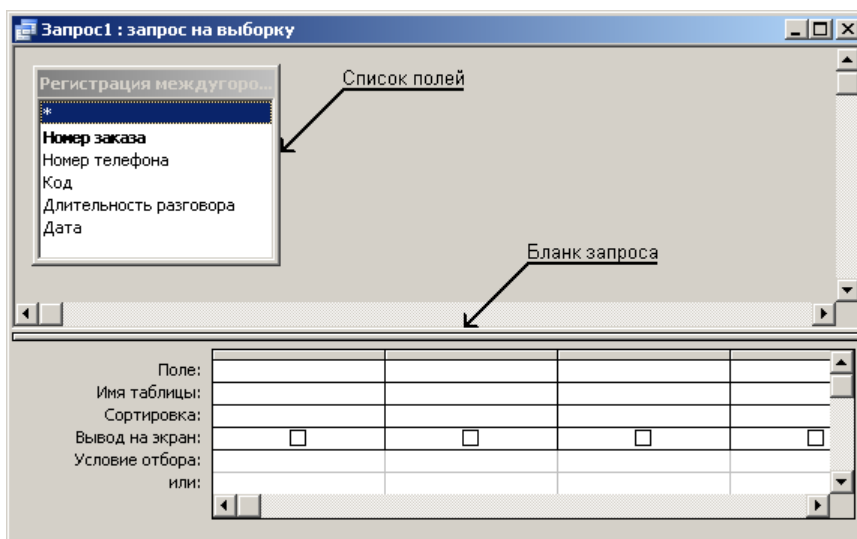 Запрос1 : запрос на выборку
Регистрация междугоро...
Список полей
*
Номер заказа
Номер телефона
Код
Длительность разговора
Дата
Бланк запроса
Поле:
Имя таблицы:
Сортировка:
Вывод на экран:
Условие отбора:
или: